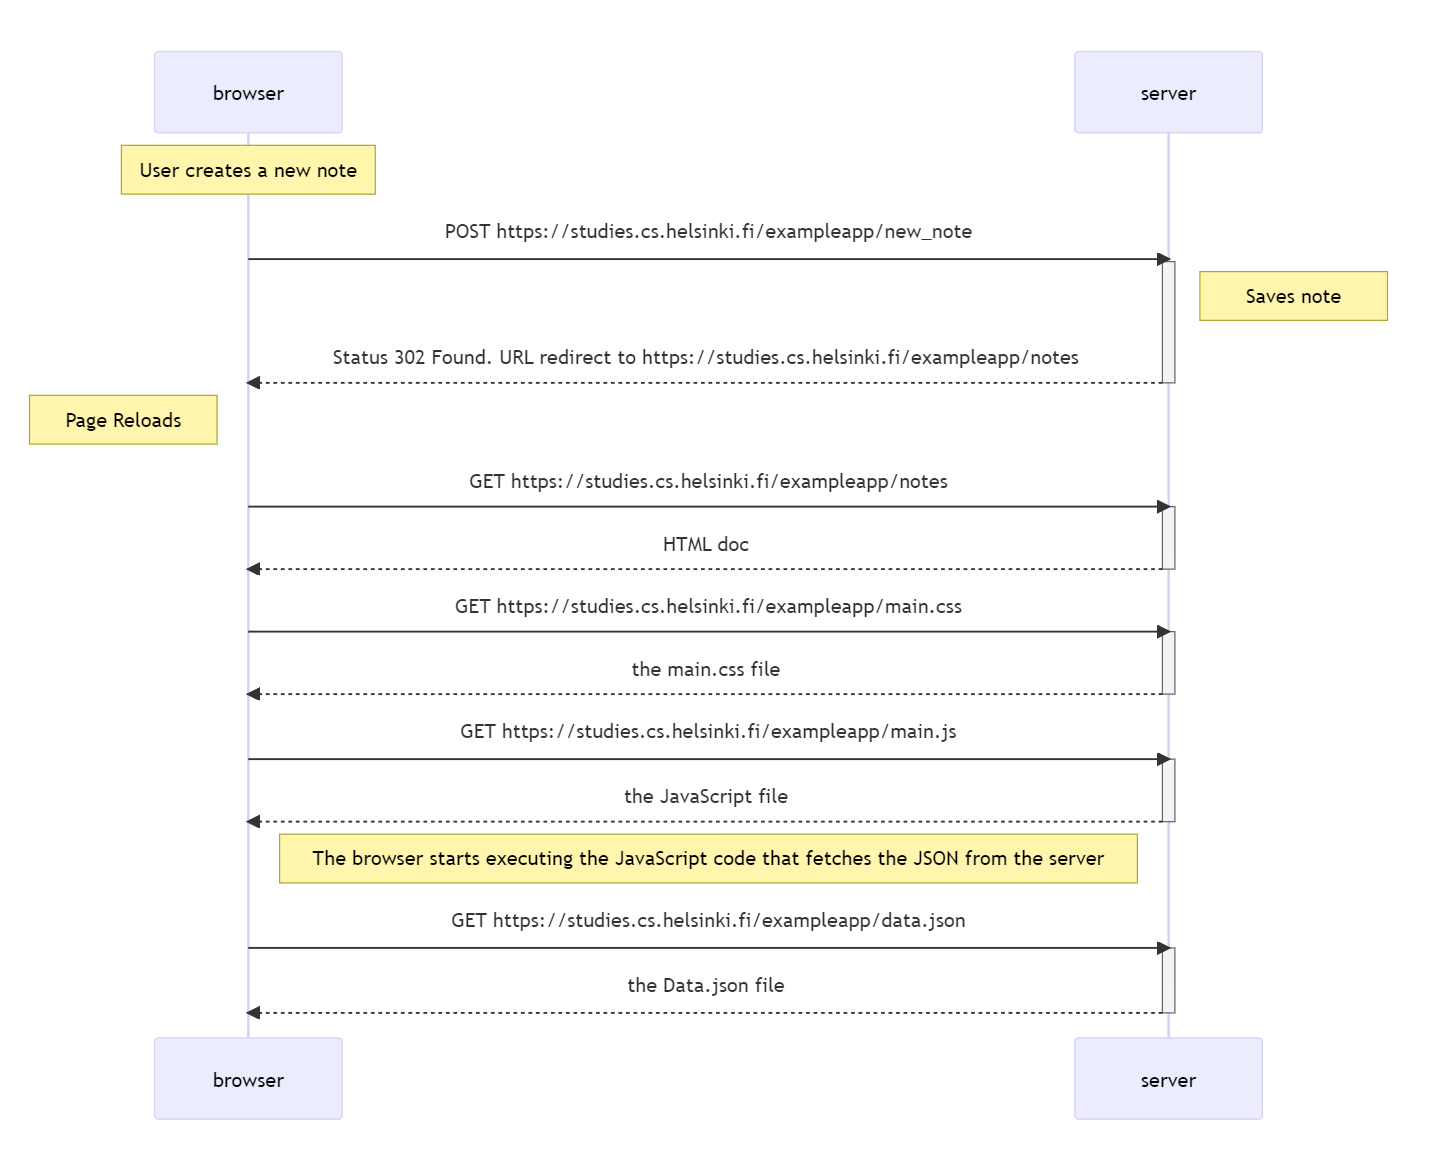 browser
server
User creates a new note
POST https://studies.cs.helsinki.fi/exampleapp/new_note
Saves note
Status 302 Found. URL redirect to https://studies.cs.helsinki.fi/exampleapp/notes
Page Reloads
GET https://studies.cs.helsinki.fi/exampleapp/notes
HTML doc
GET https://studies.cs.helsinki.fi/exampleapp/main.css
the main.css file
GET https://studies.cs.helsinki.fi/exampleapp/main.js
the JavaScript file
The browser starts executing the JavaScript code that fetches the JSON from the server
GET https://studies.cs.helsinki.fi/exampleapp/data.json
the Data.json file
browser
server